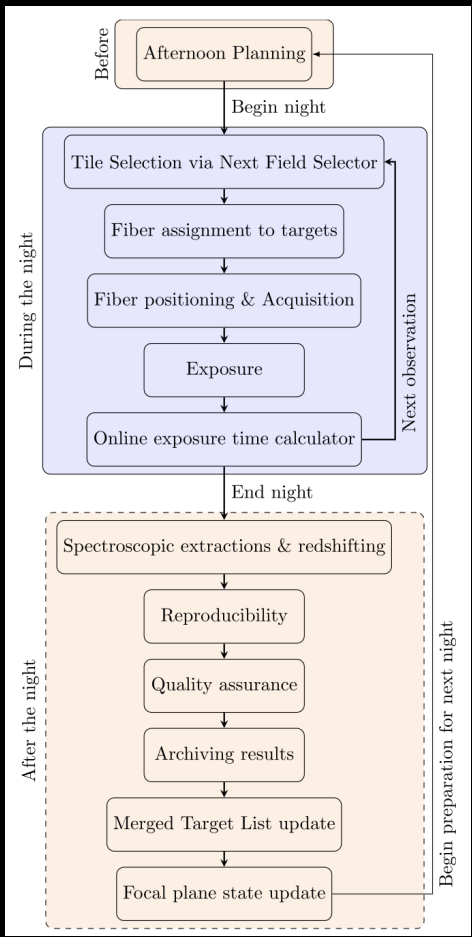 Before
Afternoon Planning
Begin night
During the night
Tile Selection via Next Field Selector
Fiber assignment to targets
Fiber positioning & Acquisition
Exposure
Online exposure time calculator
Next observation
End night
After the night
Spectroscopic extractions & redshifting
Reproducibility
Quality assurance
Archiving results
Merged Target List update
Focal plane state update
Begin preparation for next night